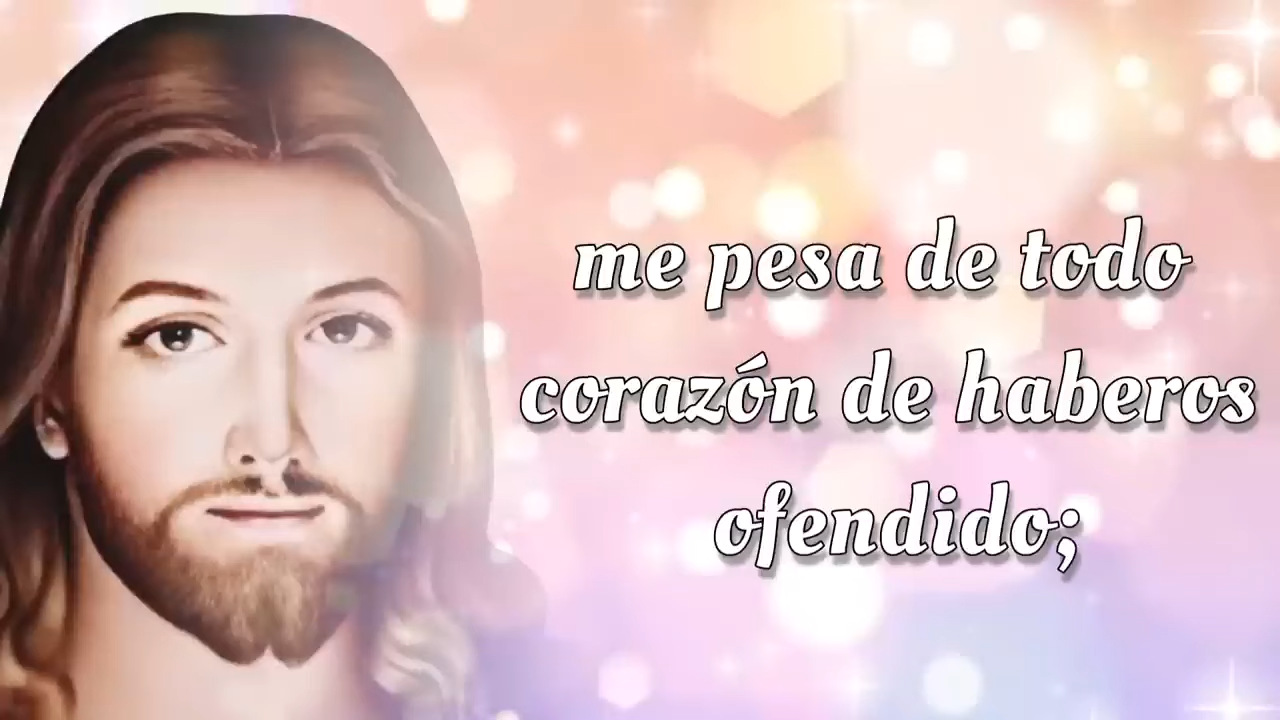 me pesa de todo
corazón de haberos
ofendido;